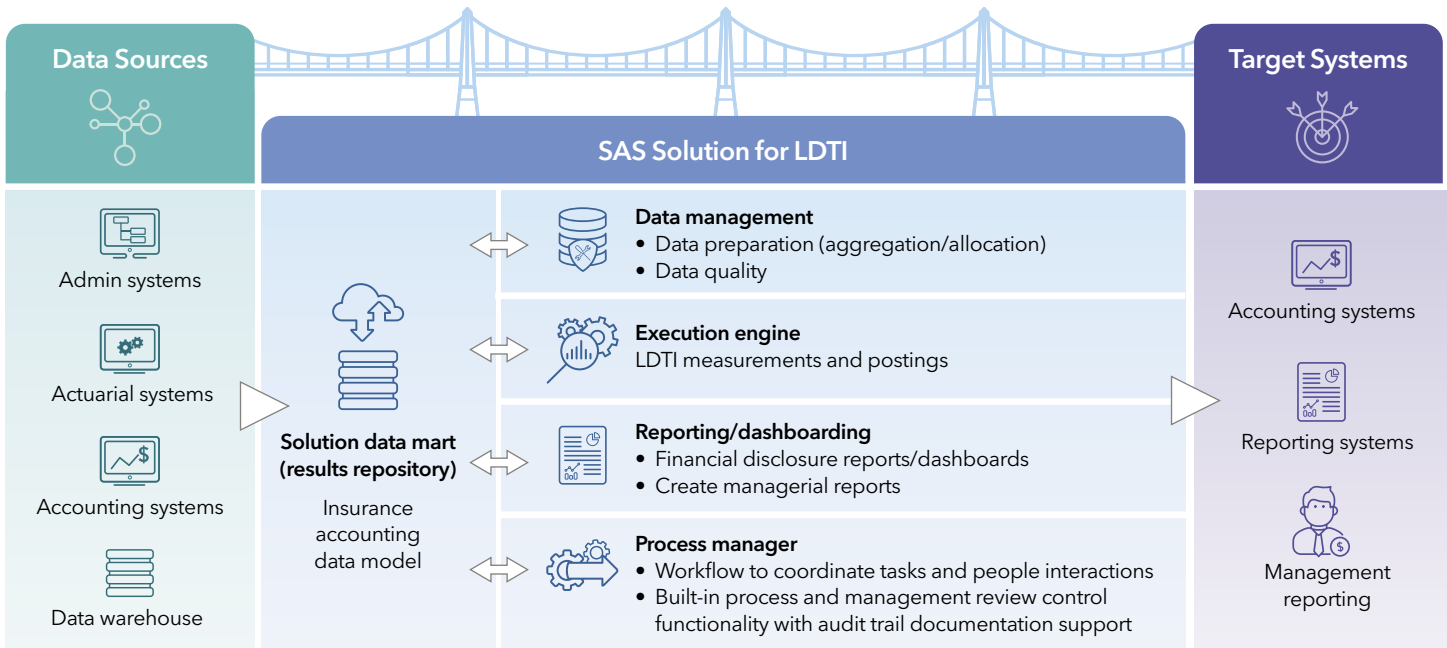 Data Sources
Admin systems
Actuarial systems
Accounting systems
Data warehouse
SAS Solution for LDTI
Solution data mart
(results repository)
Insurance
accounting
data model
Data management
• Data preparation (aggregation/allocation)
• Data quality
Execution engine
LDTI measurements and postings
Reporting/dashboarding
• Financial disclosure reports/dashboards
• Create managerial reports
Process manager
• Workflow to coordinate tasks and people interactions
• Built-in process and management review control
functionality with audit trail documentation support
Target Systems
$
Accounting systems
Reporting systems
$
Management
reporting